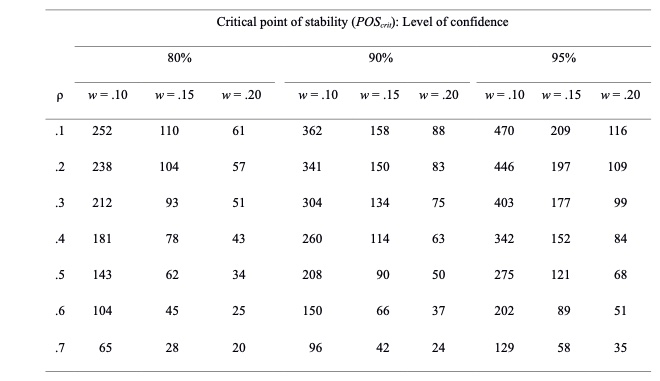 Critical point of stability (POScrit): Level of confidence
80% 90% 95%
ρ w = .10 w = .15 w = .20 w = .10 w = .15 w = .20 w = .10 w = .15 w = .20
.1 252 110 61 362 158 88 470 209 116
.2 238 104 57 341 150 83 446 197 109
.3 212 93 51 304 134 75 403 177 99
.4 181 78 43 260 114 63 342 152 84
.5 143 62 34 208 90 50 275 121 68
.6 104 45 25 150 66 37 202 89 51
.7 65 28 20 96 42 24 129 58 35